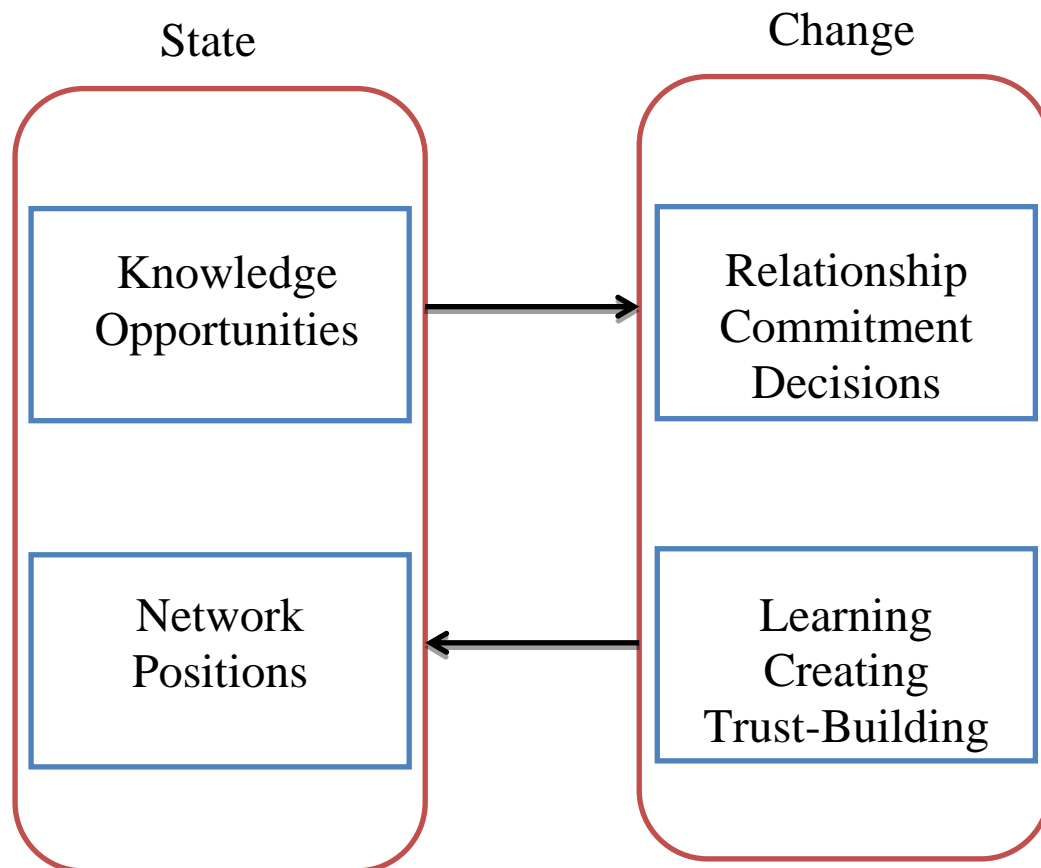 State
Change
Knowledge
Opportunities
Relationship
Commitment
Decisions
Network
Positions
Learning
Creating
Trust-Building